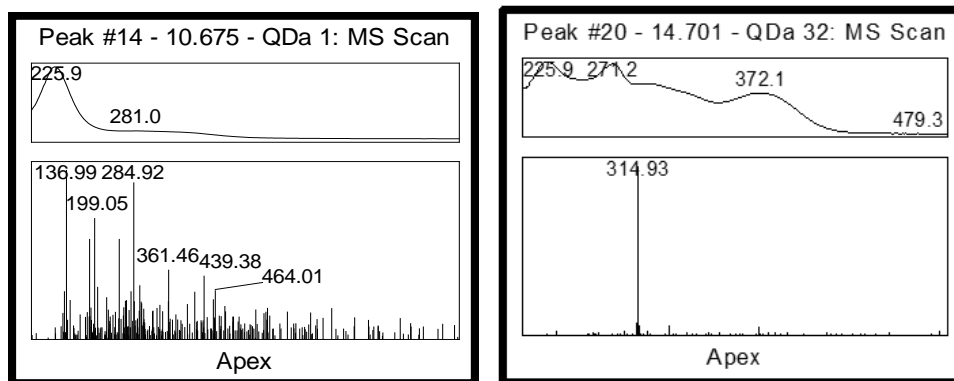 Peak #14 - 10.675 - QDa 1: MS Scan
225.9
281.0
136.99 284.92
199.05
361.46 439.38
464.01
Apex
Peak #20 - 14.701 - QDa 32: MS Scan
225.9 271.2
372.1
479.3
314.93
Apex